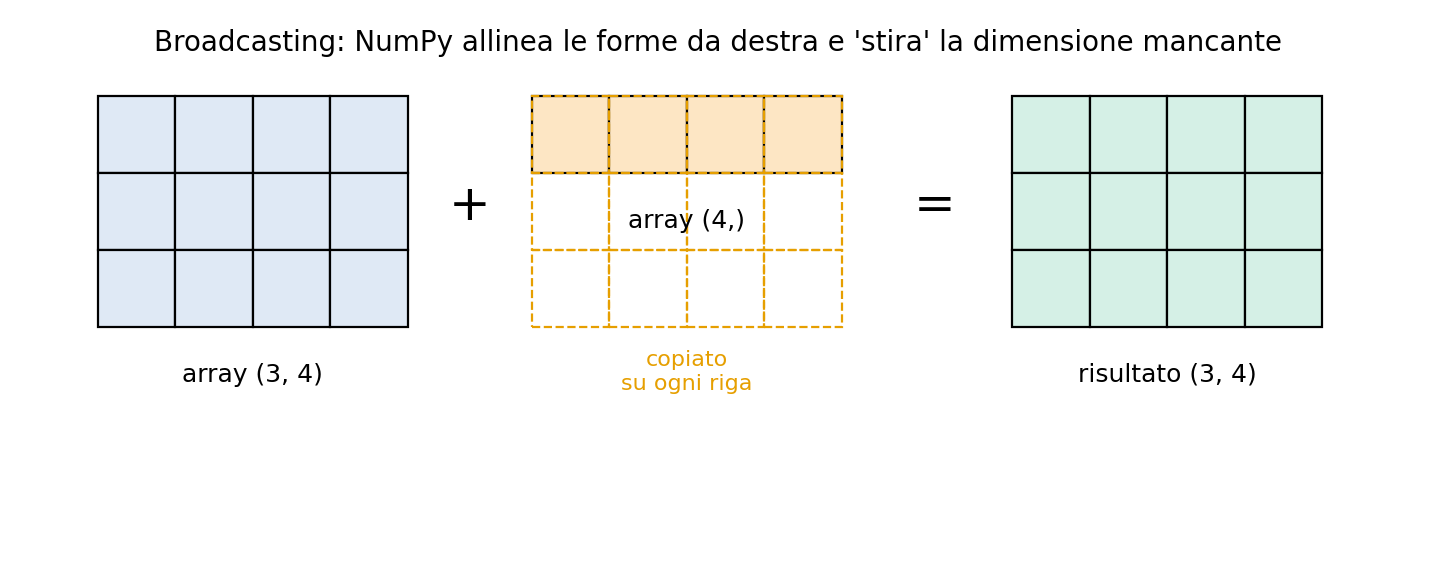 Broadcasting: NumPy allinea le forme da destra e 'stira' la dimensione mancante
+
array (4,)
=
array (3, 4)
copiato
su ogni riga
risultato (3, 4)